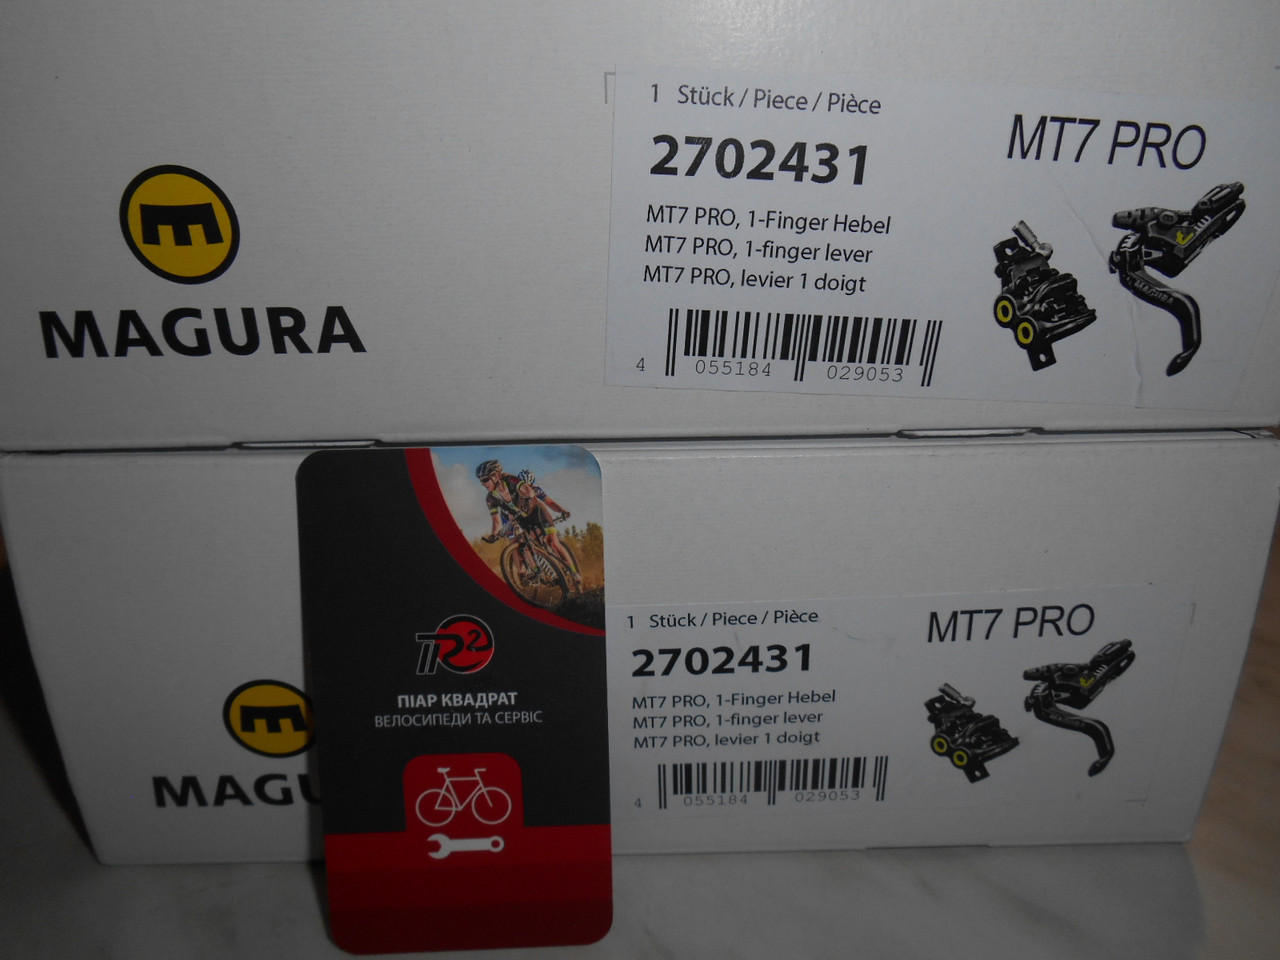 MAGURA
1 Stück / Piece / Pièce
2702431
MT7 PRO, 1-Finger Hebel
MT7 PRO, 1-finger lever
MT7 PRO, levier 1 doigt
4 055184 029053
MT7 PRO
MAGURA
MAGU
ПІАР КВАДРАТ
ВЕЛОСИПЕДИ ТА СЕРВІС
1 Stück / Piece / Pièce
2702431
MT7 PRO, 1-Finger Hebel
MT7 PRO, 1-finger lever
MT7 PRO, levier 1 doigt
4 055184 029053
MT7 PRO